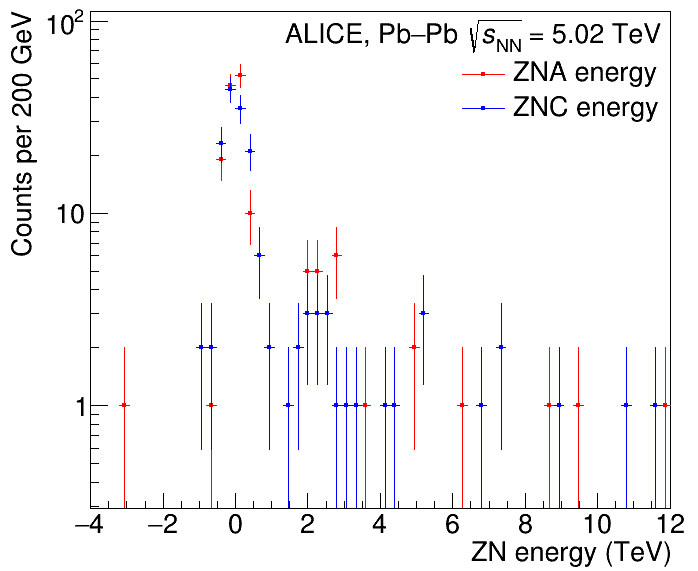 ALICE, Pb–Pb √sNN = 5.02 TeV
ZNA energy
ZNC energy
Counts per 200 GeV
10²
10
1
−4 −2 0 2 4 6 8 10 12
ZN energy (TeV)